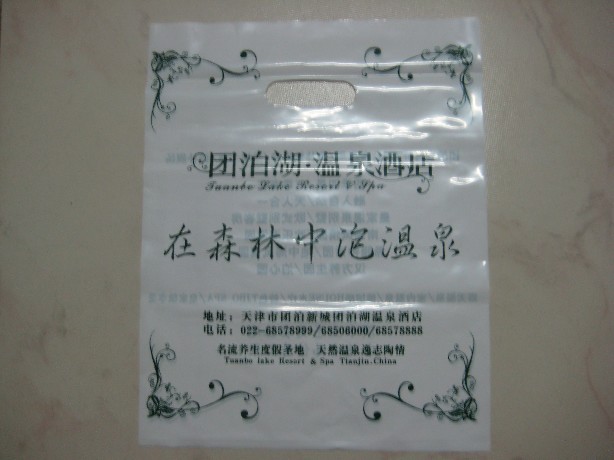 团泊湖·温泉酒店
Tuanbo Lake Resort & Spa
在森林中泡温泉
地址：天津市团泊新城团泊湖温泉酒店
电话：022-68578999/68506000/68578888
名流养生度假圣地 天然温泉逸志陶情
Tuanbo lake Resort & Spa Tianjin.China